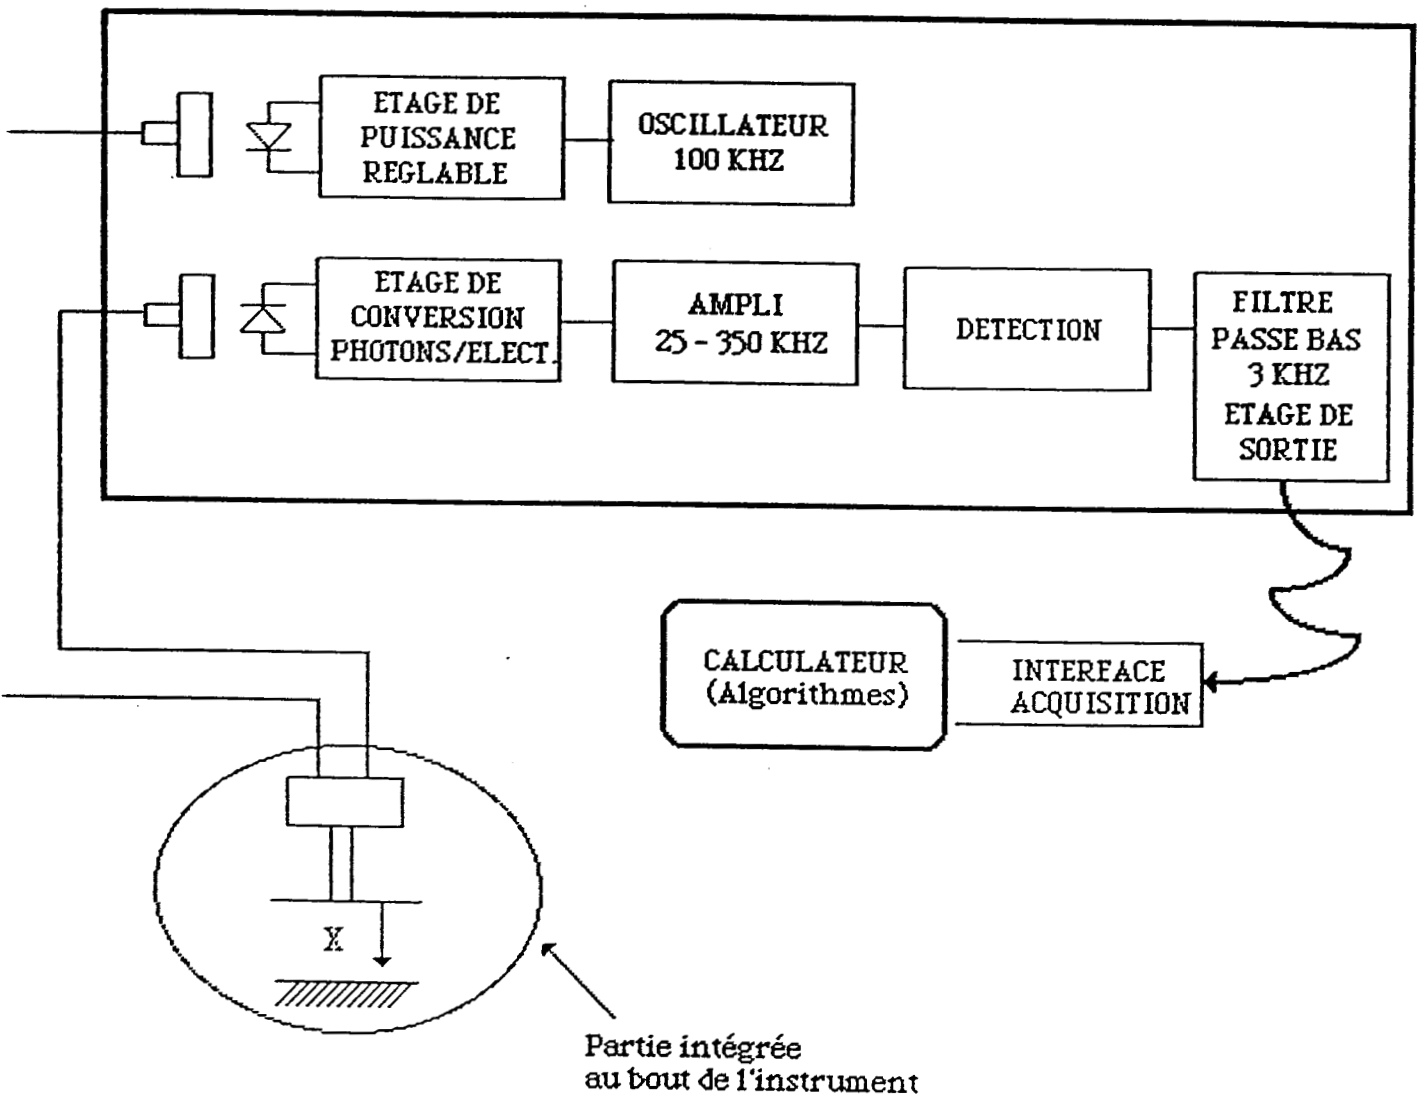 ETAGE DE
PUISSANCE
REGLABLE
OSCILLATEUR
100 KHZ
ETAGE DE
CONVERSION
PHOTONS/ELECT.
AMPLI
25 - 350 KHZ
DETECTION
FILTRE
PASSE BAS
3 KHZ
ETAGE DE
SORTIE
CALCULATEUR
(Algorithmes)
INTERFACE
ACQUISITION
X
Partie intégrée
au bout de l'instrument